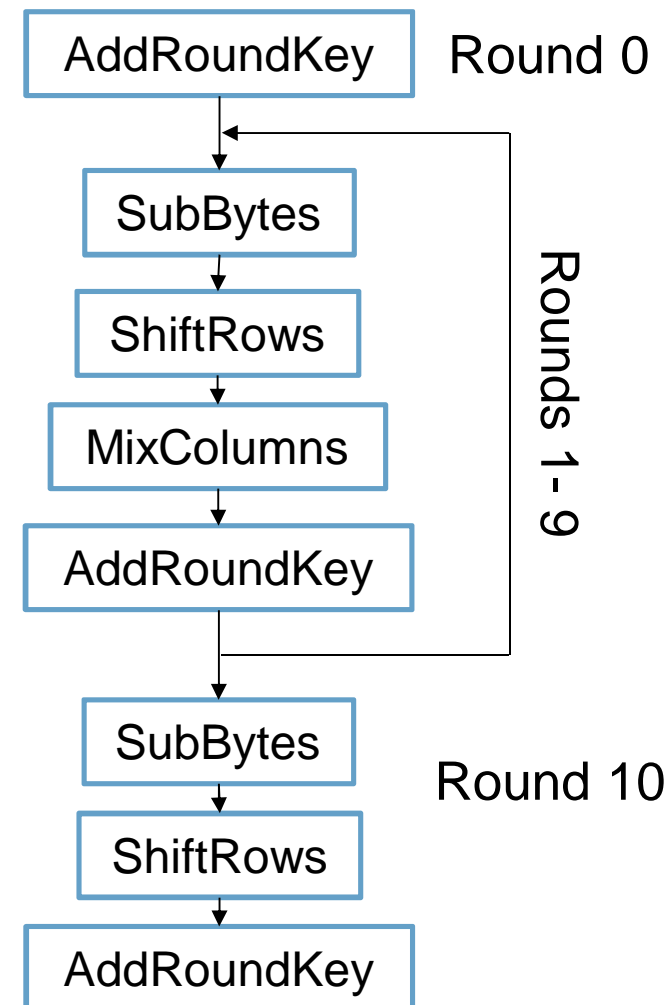 AddRoundKey Round 0
SubBytes
ShiftRows
MixColumns
AddRoundKey
Rounds 1- 9
SubBytes
Round 10
ShiftRows
AddRoundKey